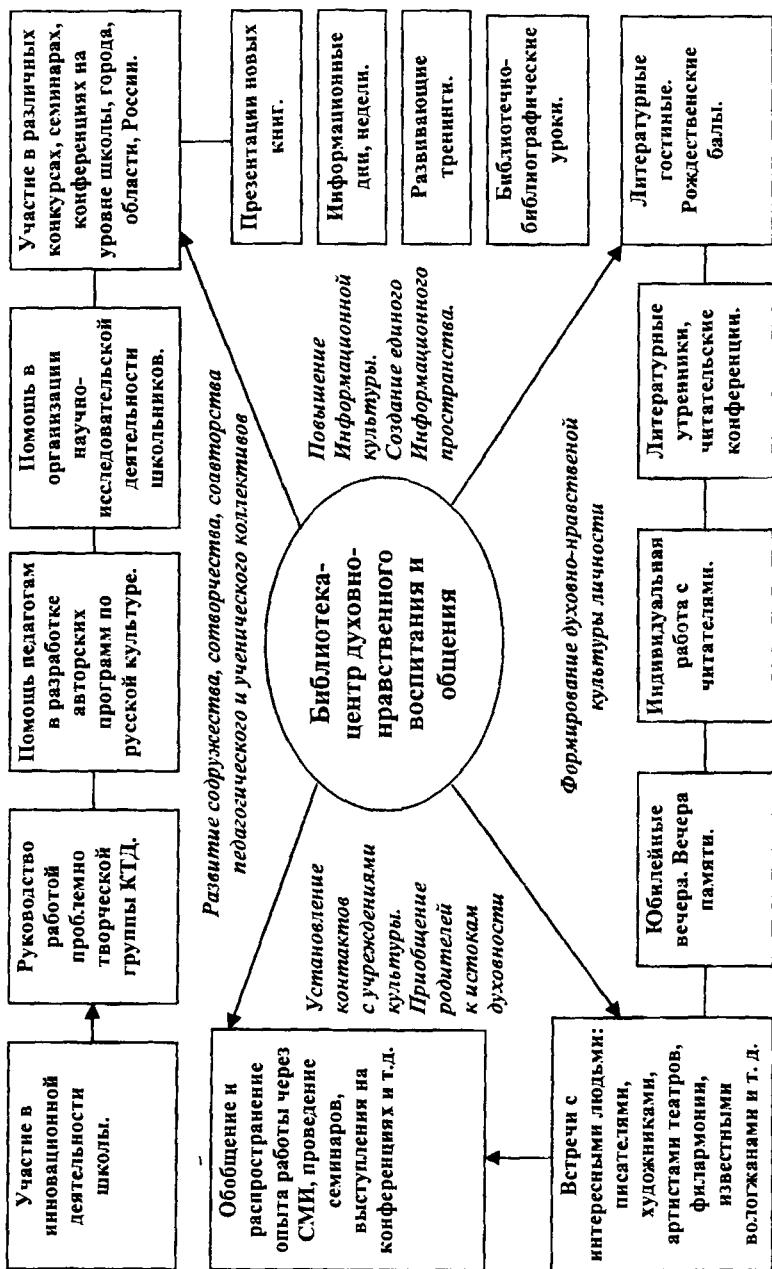 Участие в
инновационной
деятельности
школы.
Руководство
работой
проблемно
творческой
группы КТД.
Помощь педагогам
в разработке
авторских
программ по
русской культуре.
Помощь в
организации
научно-
исследовательской
деятельности
школьников.
Участие в различных
конкурсах, семинарах,
конференциях на
уровне школы, города,
области, России.
Развитие содружества, сотворчества, соавторства
педагогического и ученического коллективов
Обобщение и
распространение
опыта работы через
СМИ, проведение
семинаров,
выступления на
конференциях и т.д.
Установление
контактов
с учреждениями
культуры.
Приобщение
родителей
к истокам
духовности
Библиотека-
центр духовно-
нравственного
воспитания и
общения
Повышение
Информационной
культуры.
Создание единого
Информационного
пространства.
Презентации новых
книг.
Информационные
дни, недели.
Развивающие
тренинги.
Библиотечно-
библиографические
уроки.
Формирование духовно-нравственой
культуры личности
Встречи с
интересными людьми:
писателями,
художниками,
артистами театров,
филармонии,
известными
вологжанами и т. д.
Юбилейные
вечера. Вечера
памяти.
Индивидуальная
работа с
читателями.
Литературные
утренники,
читательские
конференции.
Литературные
гостиные.
Рождественские
балы.